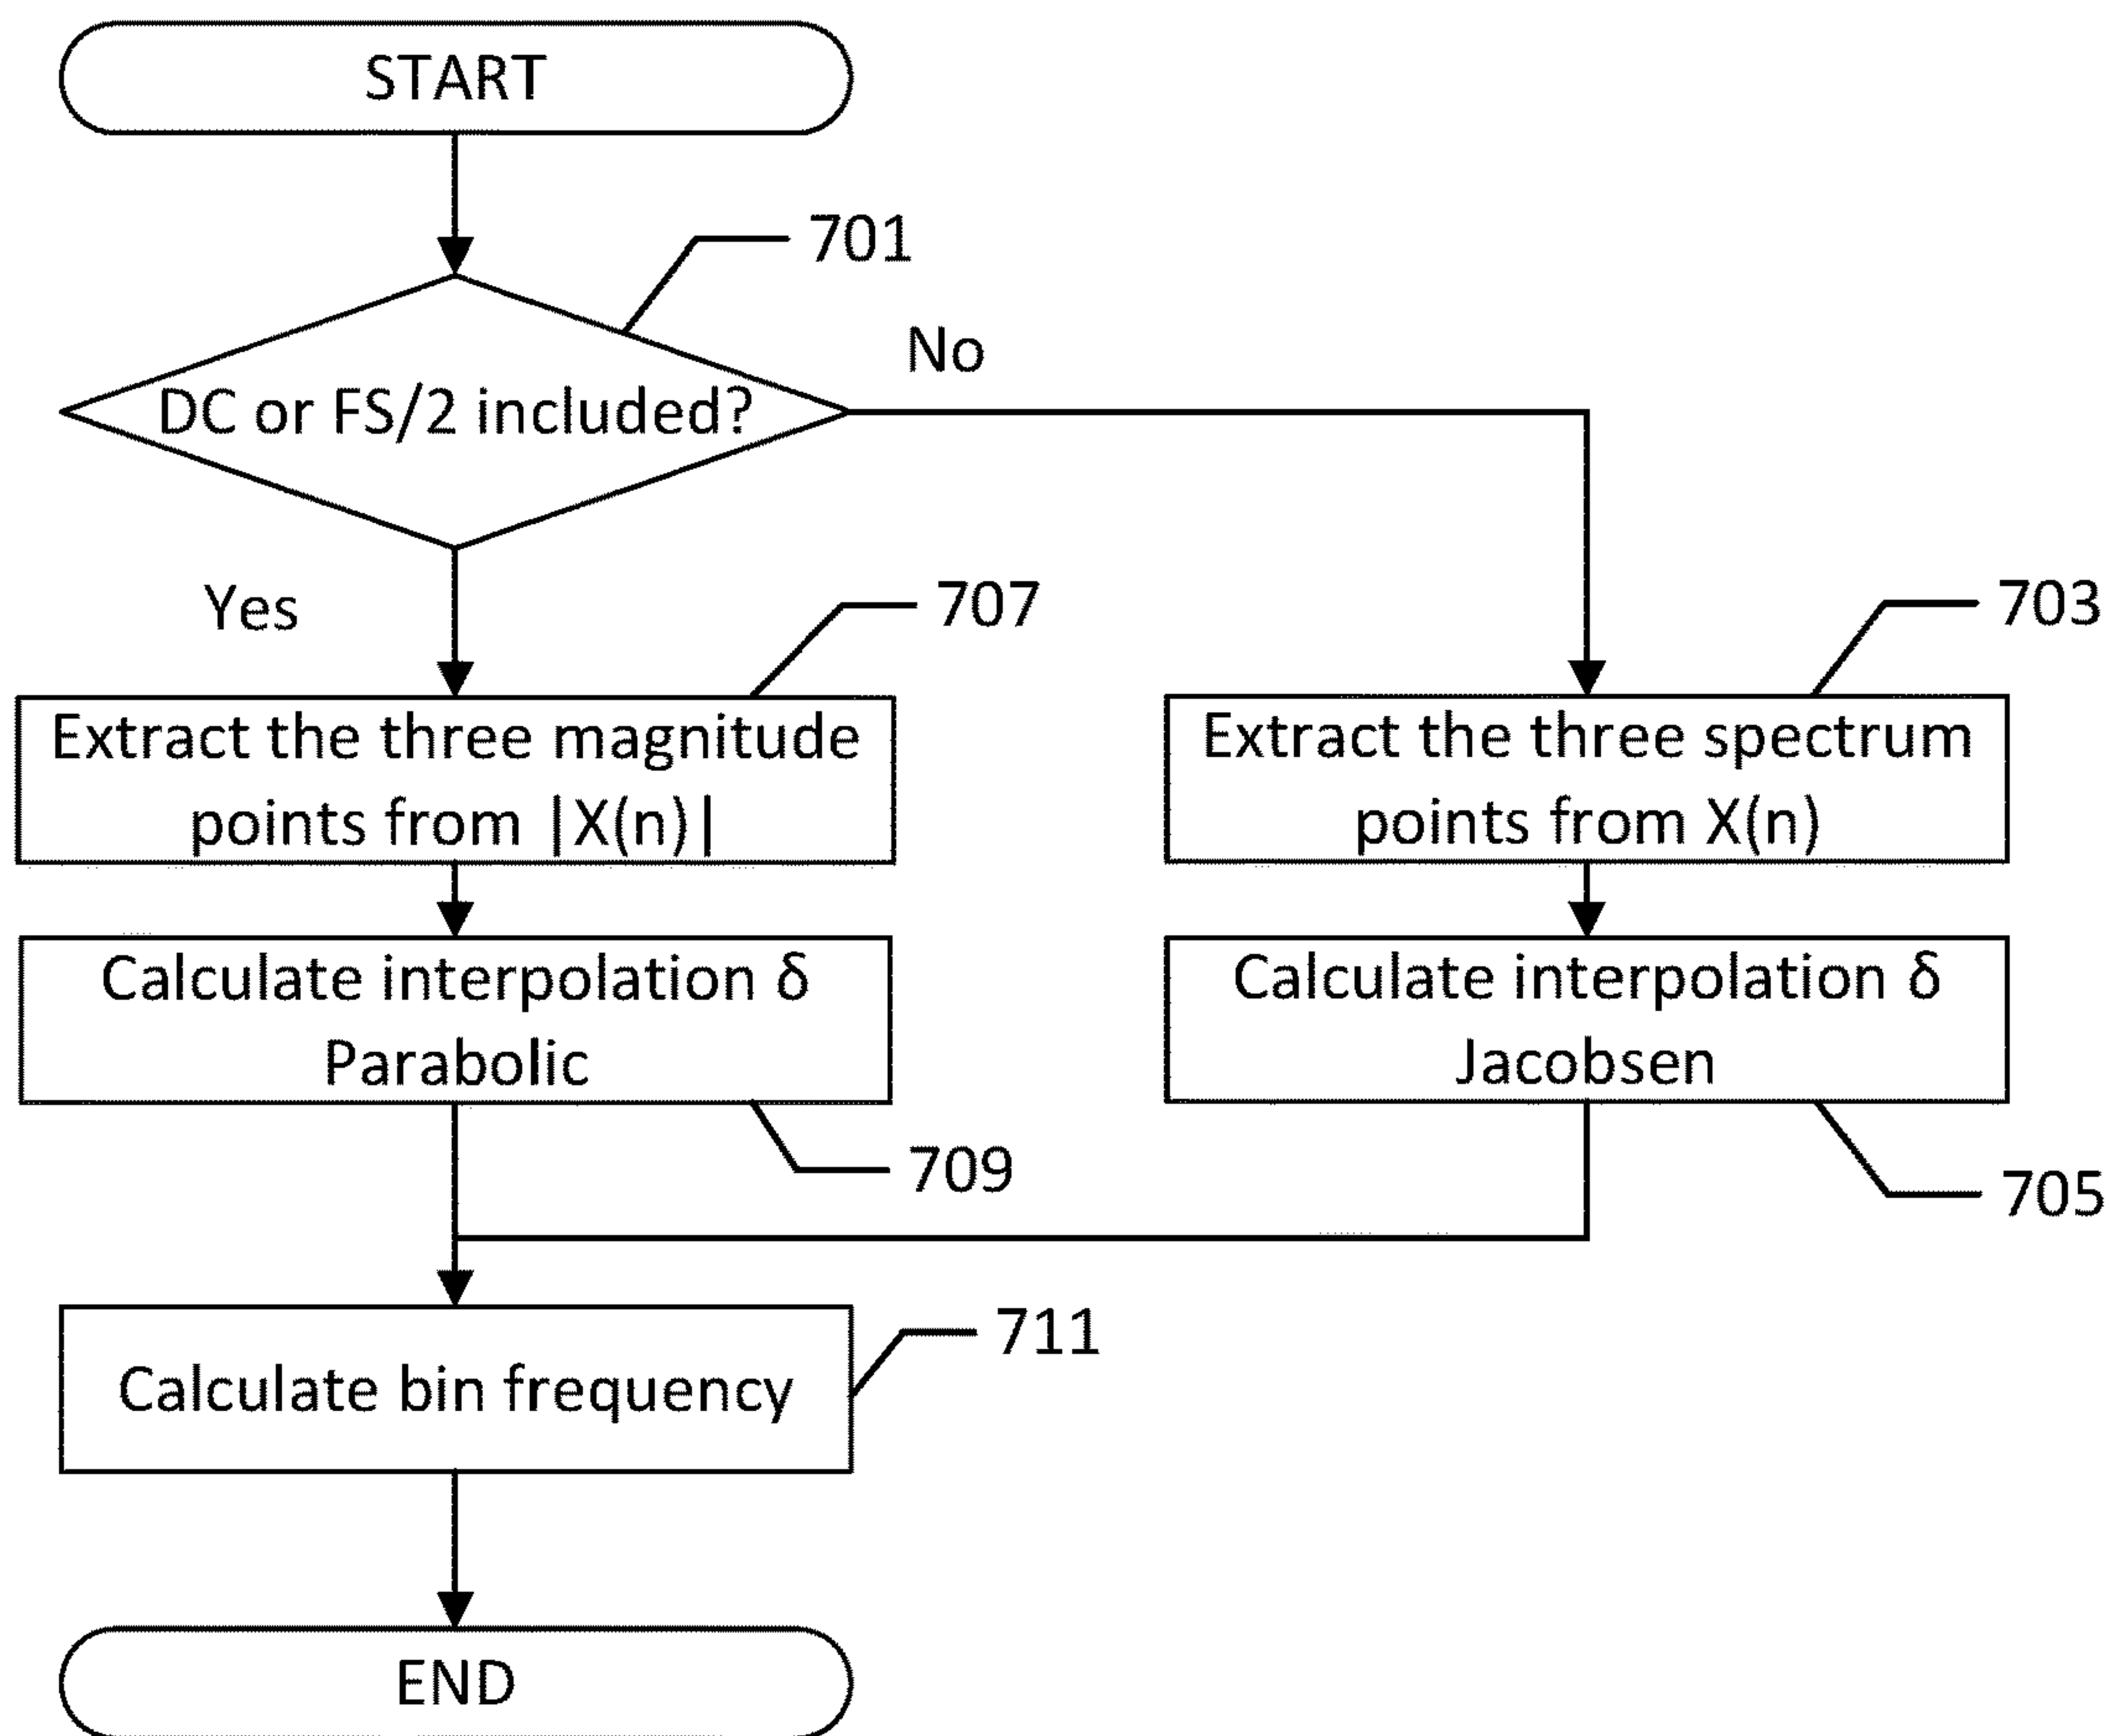 START
701
DC or FS/2 included?
No
Yes
707
703
Extract the three magnitude
points from |X(n)|
Extract the three spectrum
points from X(n)
Calculate interpolation δ
Parabolic
Calculate interpolation δ
Jacobsen
709
705
711
Calculate bin frequency
END